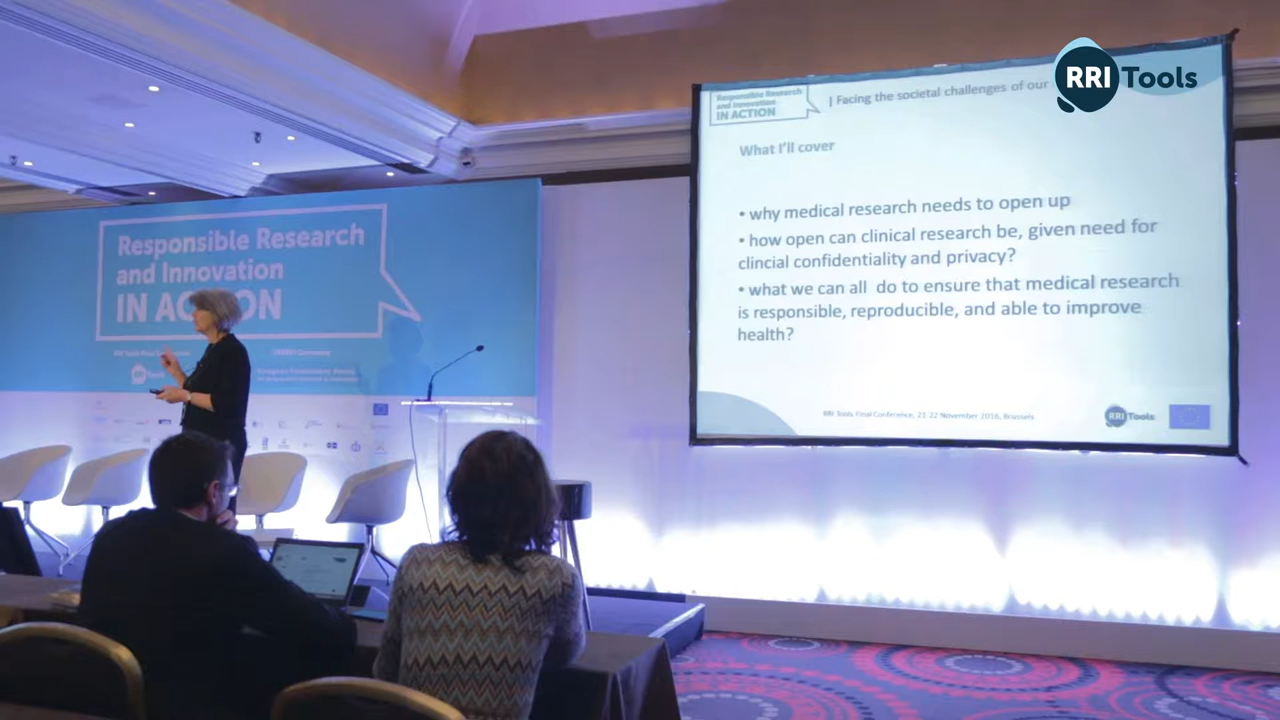 RRI Tools
Responsible Research
and Innovation
IN ACTION
| Facing the societal challenges of our
What I'll cover
• why medical research needs to open up
• how open can clinical research be, given need for
clincial confidentiality and privacy?
• what we can all do to ensure that medical research
is responsible, reproducible, and able to improve
health?
RRI Tools Final Conference, 21-22 November 2016, Brussels
RRI Tools
Responsible Research
and Innovation
IN AC ON
RRI